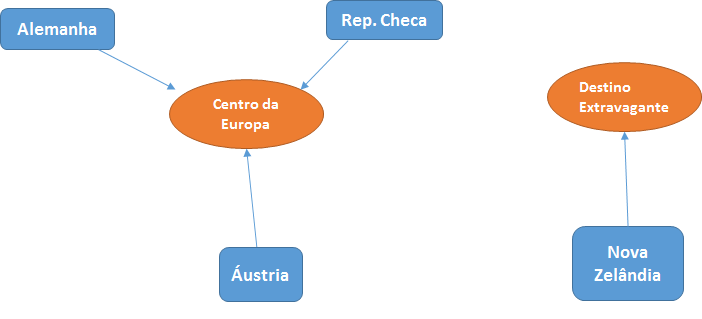 Alemanha
Rep. Checa
Centro da
Europa
Destino
Extravagante
Áustria
Nova
Zelândia